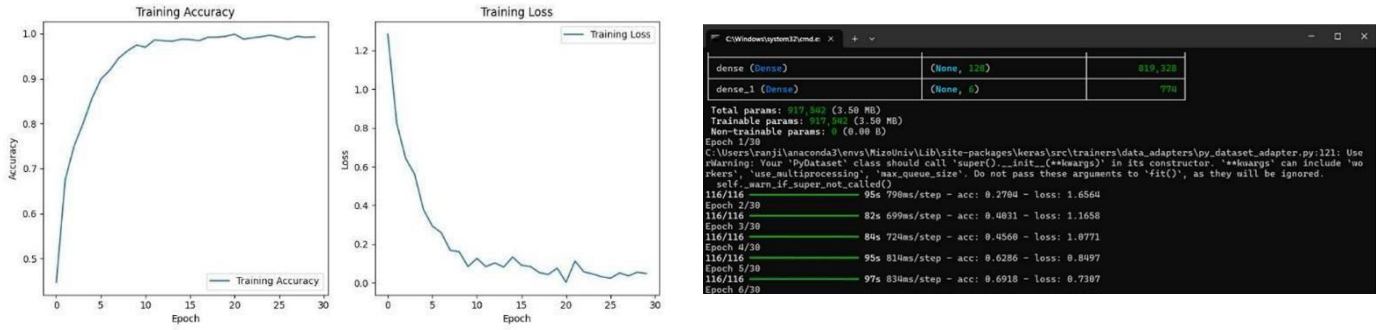 Training Accuracy
1.0
0.9
0.8
0.7
0.6
0.5
Accuracy
Training Accuracy
0 5 10 15 20 25 30
Epoch
Training Loss
Training Loss
1.2
1.0
0.8
0.6
0.4
0.2
0.0
Loss
0 5 10 15 20 25 30
Epoch
C:\Windows\system32\cmd.e:
dense (Dense) (None, 128) 819,328
dense_1 (Dense) (None, 6) 774
Total params: 917,542 (3.50 MB)
Trainable params: 917,542 (3.50 MB)
Non-trainable params: 0 (0.00 B)
Epoch 1/30
C:\Users\ranji\anaconda3\envs\MizoUniv\Lib\site-packages\keras\src\trainers\data_adapters\py_dataset_adapter.py:121: Use
rWarning: Your `PyDataset` class should call `super().__init__(**kwargs)` in its constructor. `**kwargs` can include `wo
rkers`, `use_multiprocessing`, `max_queue_size`. Do not pass these arguments to `fit()`, as they will be ignored.
self._warn_if_super_not_called()
116/116 95s 790ms/step - acc: 0.2704 - loss: 1.6564
Epoch 2/30
116/116 82s 699ms/step - acc: 0.4031 - loss: 1.1658
Epoch 3/30
116/116 84s 724ms/step - acc: 0.4560 - loss: 1.0771
Epoch 4/30
116/116 95s 814ms/step - acc: 0.6286 - loss: 0.8497
Epoch 5/30
116/116 97s 834ms/step - acc: 0.6918 - loss: 0.7307
Epoch 6/30